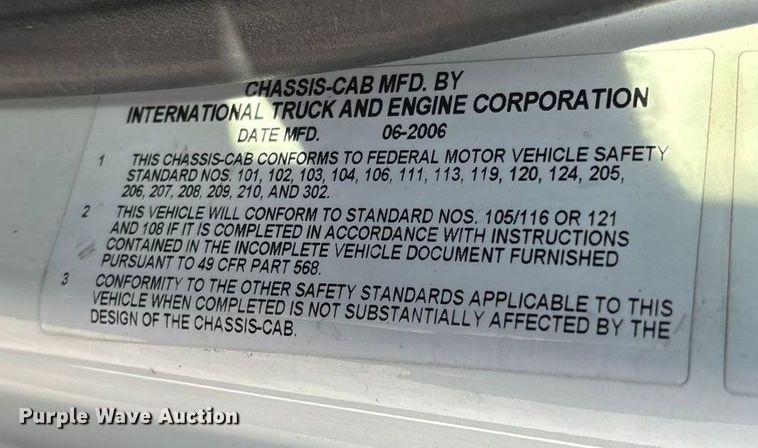 CHASSIS-CAB MFD. BY
INTERNATIONAL TRUCK AND ENGINE CORPORATION
DATE MFD. 06-2006
1 THIS CHASSIS-CAB CONFORMS TO FEDERAL MOTOR VEHICLE SAFETY
STANDARD NOS. 101, 102, 103, 104, 106, 111, 113, 119, 120, 124, 205,
206, 207, 208, 209, 210, AND 302.
2 THIS VEHICLE WILL CONFORM TO STANDARD NOS. 105/116 OR 121
AND 108 IF IT IS COMPLETED IN ACCORDANCE WITH INSTRUCTIONS
CONTAINED IN THE INCOMPLETE VEHICLE DOCUMENT FURNISHED
PURSUANT TO 49 CFR PART 568.
3 CONFORMITY TO THE OTHER SAFETY STANDARDS APPLICABLE TO THIS
VEHICLE WHEN COMPLETED IS NOT SUBSTANTIALLY AFFECTED BY THE
DESIGN OF THE CHASSIS-CAB.
Purple Wave Auction